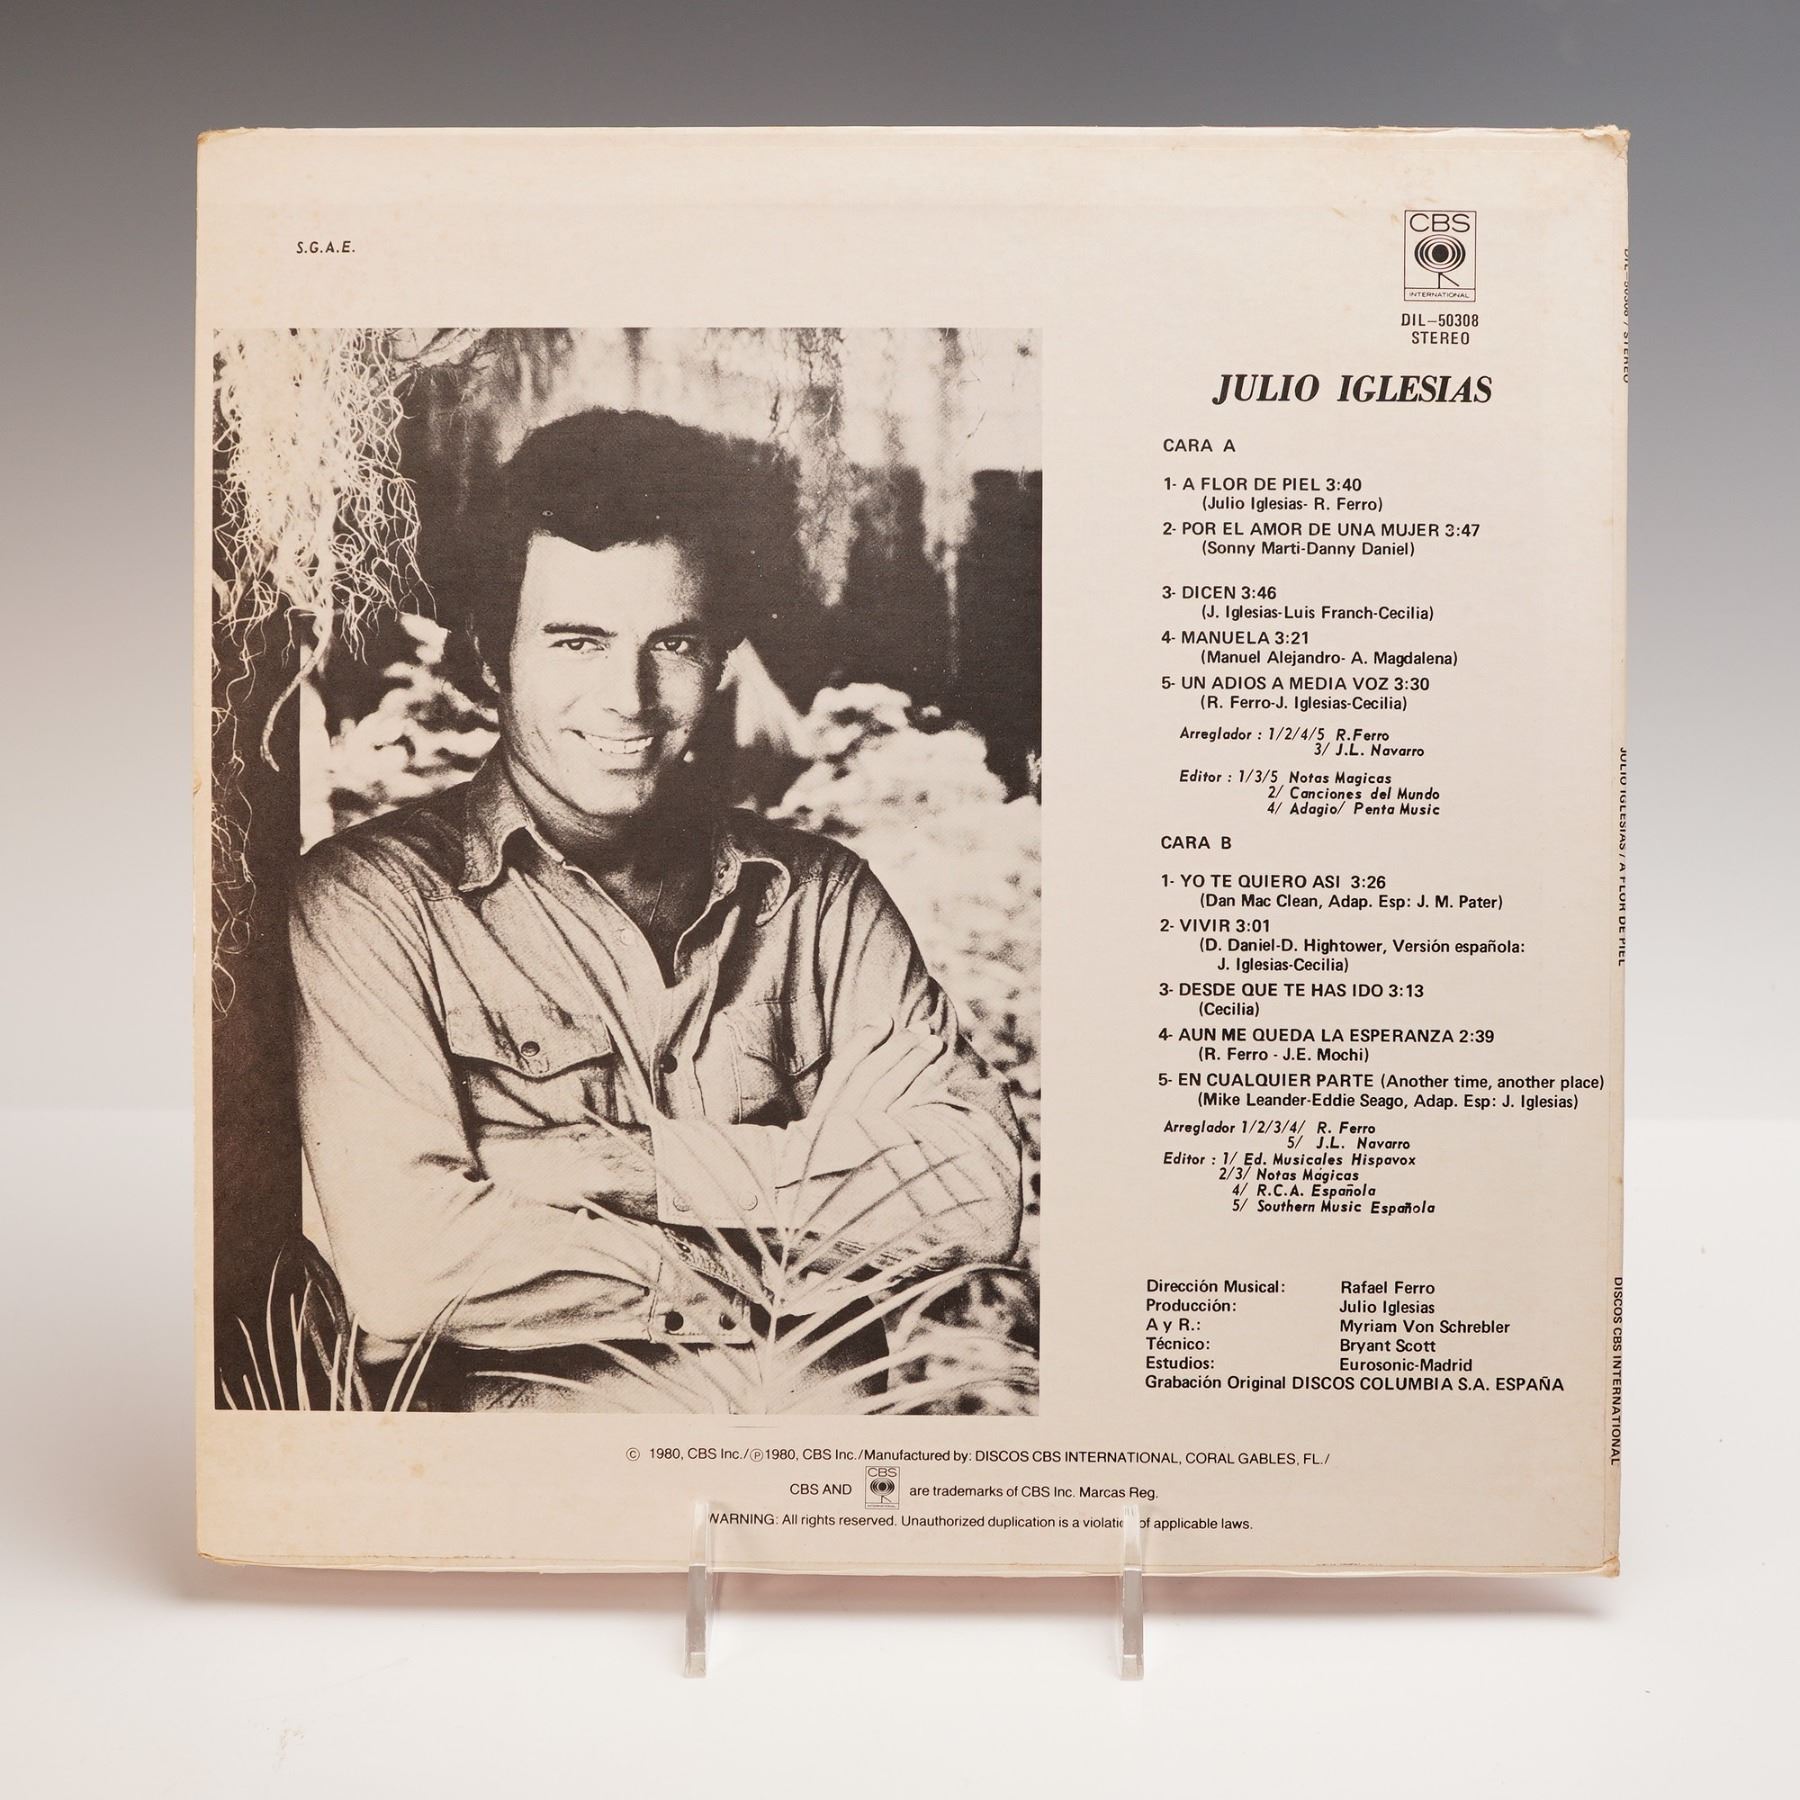 S.G.A.E.
CBS
INTERNATIONAL
DIL-50308
STEREO
JULIO IGLESIAS
CARA A
1- A FLOR DE PIEL 3:40
(Julio Iglesias- R. Ferro)
2- POR EL AMOR DE UNA MUJER 3:47
(Sonny Marti-Danny Daniel)
3- DICEN 3:46
(J. Iglesias-Luis Franch-Cecilia)
4- MANUELA 3:21
(Manuel Alejandro- A. Magdalena)
5- UN ADIOS A MEDIA VOZ 3:30
(R. Ferro-J. Iglesias-Cecilia)
Arreglador : 1/2/4/5 R.Ferro
3/ J.L. Navarro
Editor : 1/3/5 Notas Magicas
2/ Canciones del Mundo
4/ Adagio/ Penta Music
CARA B
1- YO TE QUIERO ASI 3:26
(Dan Mac Clean, Adap. Esp: J. M. Pater)
2- VIVIR 3:01
(D. Daniel-D. Hightower, Versión española:
J. Iglesias-Cecilia)
3- DESDE QUE TE HAS IDO 3:13
(Cecilia)
4- AUN ME QUEDA LA ESPERANZA 2:39
(R. Ferro - J.E. Mochi)
5- EN CUALQUIER PARTE (Another time, another place)
(Mike Leander-Eddie Seago, Adap. Esp: J. Iglesias)
Arreglador 1/2/3/4/ R. Ferro
5/ J.L. Navarro
Editor : 1/ Ed. Musicales Hispavox
2/3/ Notas Mágicas
4/ R.C.A. Española
5/ Southern Music Española
Dirección Musical: Rafael Ferro
Producción: Julio Iglesias
A y R.: Myriam Von Schrebler
Técnico: Bryant Scott
Estudios: Eurosonic-Madrid
Grabación Original DISCOS COLUMBIA S.A. ESPAÑA
© 1980, CBS Inc./℗1980, CBS Inc./Manufactured by: DISCOS CBS INTERNATIONAL, CORAL GABLES, FL./
CBS AND CBS are trademarks of CBS Inc. Marcas Reg.
WARNING: All rights reserved. Unauthorized duplication is a violation of applicable laws.
DIL-50308 / STEREO
JULIO IGLESIAS / A FLOR DE PIEL
DISCOS CBS INTERNATIONAL